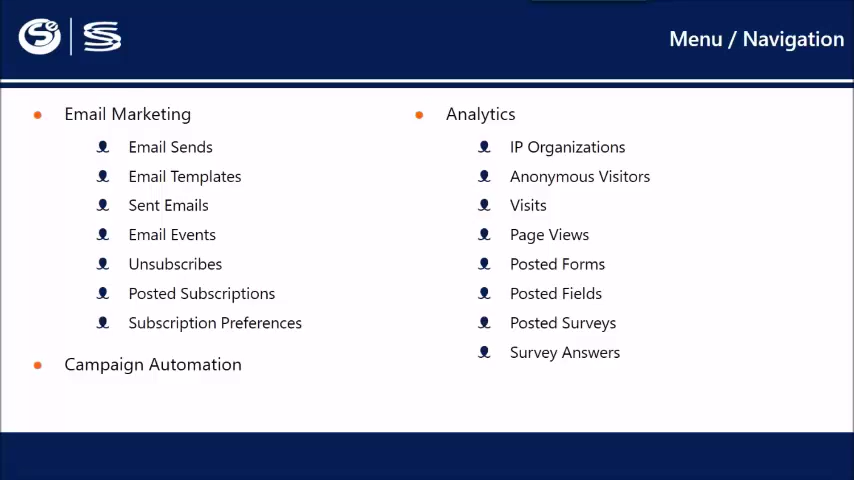 Menu / Navigation
Email Marketing
Email Sends
Email Templates
Sent Emails
Email Events
Unsubscribes
Posted Subscriptions
Subscription Preferences
Campaign Automation
Analytics
IP Organizations
Anonymous Visitors
Visits
Page Views
Posted Forms
Posted Fields
Posted Surveys
Survey Answers